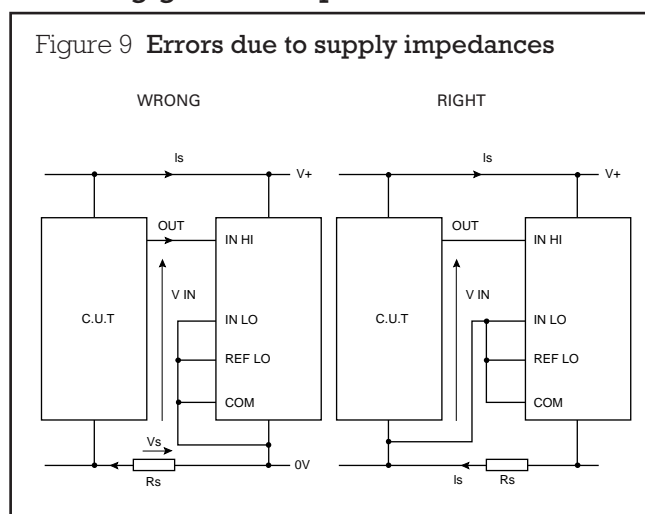 Figure 9 Errors due to supply impedances
WRONG
RIGHT
Is
V+
OUT
IN HI
V IN
C.U.T
IN LO
REF LO
COM
Vs
Rs
0V
Is
V+
OUT
IN HI
V IN
C.U.T
IN LO
REF LO
COM
Is
Rs